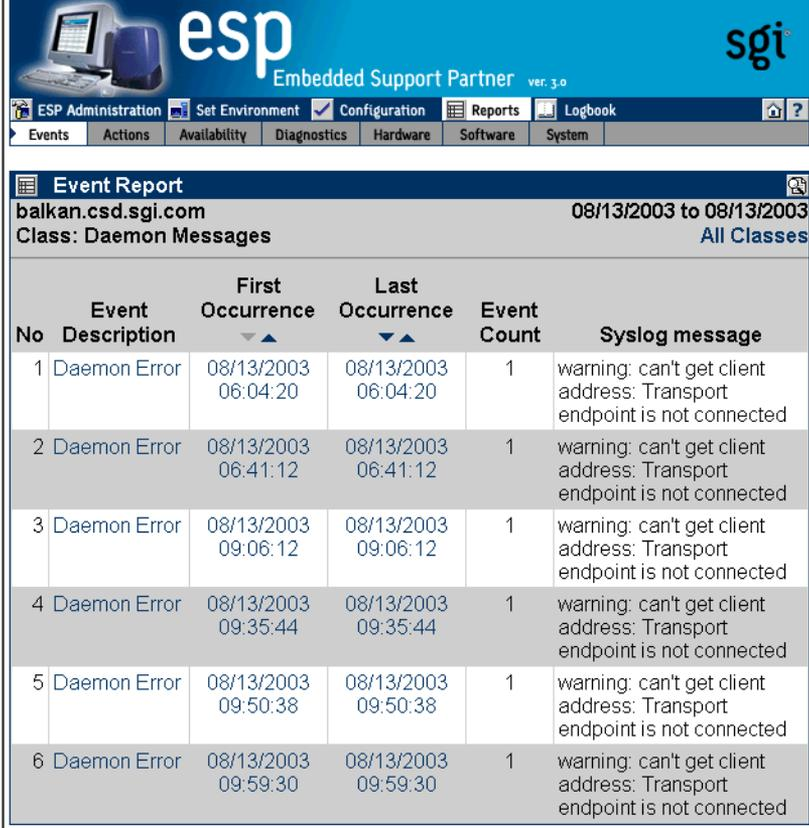 esp
sgi
Embedded Support Partner ver. 3.0
ESP Administration Set Environment Configuration Reports Logbook ?
Events Actions Availability Diagnostics Hardware Software System
Event Report
balkan.csd.sgi.com 08/13/2003 to 08/13/2003
Class: Daemon Messages All Classes
First Last
Event Occurrence Occurrence Event
No Description Count Syslog message
1 Daemon Error 08/13/2003 08/13/2003 1 warning: can't get client
06:04:20 06:04:20 address: Transport
endpoint is not connected
2 Daemon Error 08/13/2003 08/13/2003 1 warning: can't get client
06:41:12 06:41:12 address: Transport
endpoint is not connected
3 Daemon Error 08/13/2003 08/13/2003 1 warning: can't get client
09:06:12 09:06:12 address: Transport
endpoint is not connected
4 Daemon Error 08/13/2003 08/13/2003 1 warning: can't get client
09:35:44 09:35:44 address: Transport
endpoint is not connected
5 Daemon Error 08/13/2003 08/13/2003 1 warning: can't get client
09:50:38 09:50:38 address: Transport
endpoint is not connected
6 Daemon Error 08/13/2003 08/13/2003 1 warning: can't get client
09:59:30 09:59:30 address: Transport
endpoint is not connected